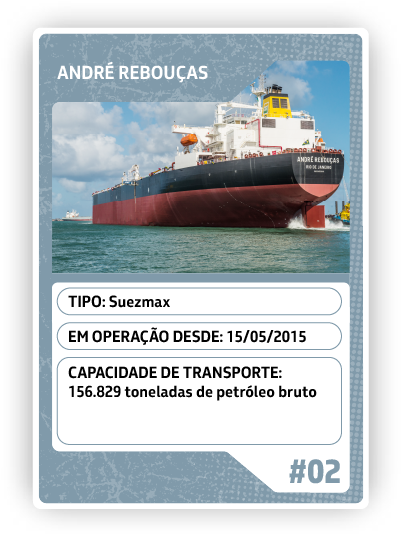 ANDRÉ REBOUÇAS
ANDRÉ REBOUÇAS
RIO DE JANEIRO
TIPO: Suezmax
EM OPERAÇÃO DESDE: 15/05/2015
CAPACIDADE DE TRANSPORTE:
156.829 toneladas de petróleo bruto
#02